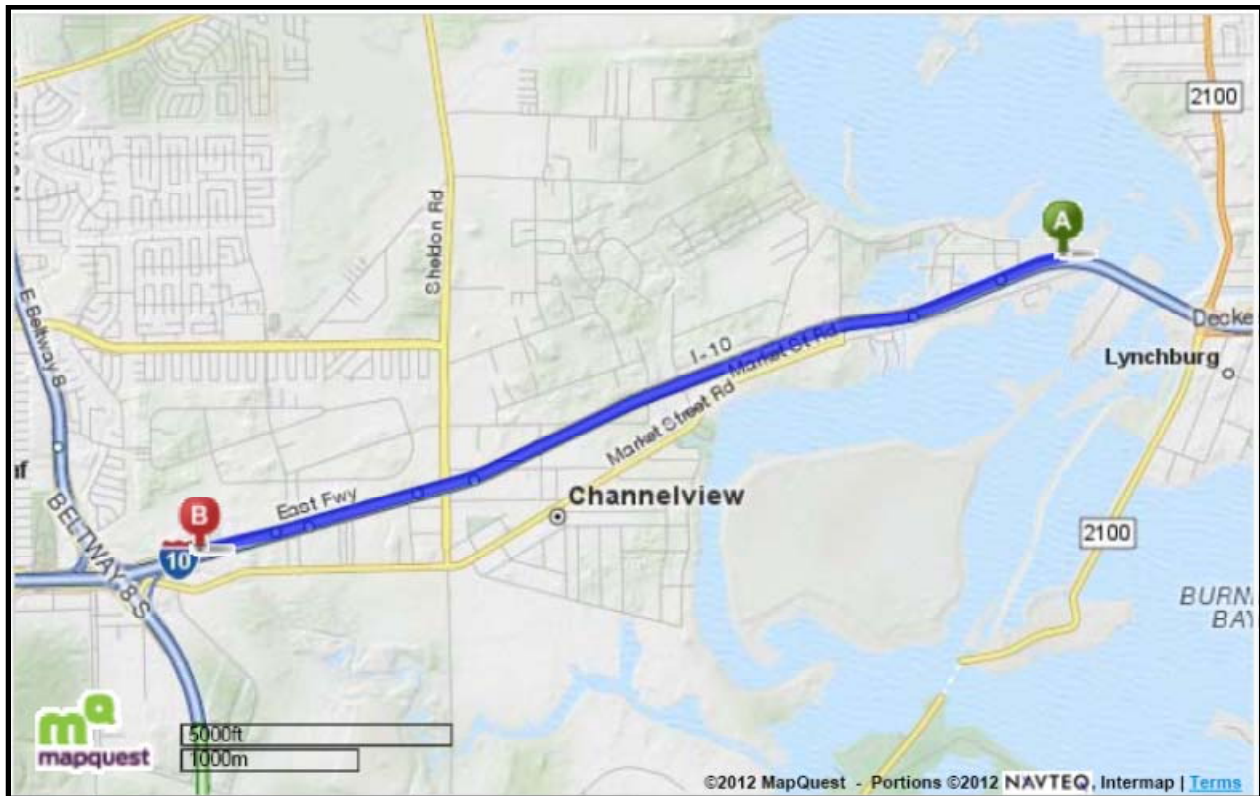 2100
A
Sheldon Rd
E Beltway 8
Decke
I-10
Market St Rd
Lynchburg
Market Street Rd
East Fwy
Channelview
B
10
BELTWAY 8 S
2100
BURN
BAY
mq
mapquest
5000ft
1000m
©2012 MapQuest - Portions ©2012 NAVTEQ, Intermap | Terms